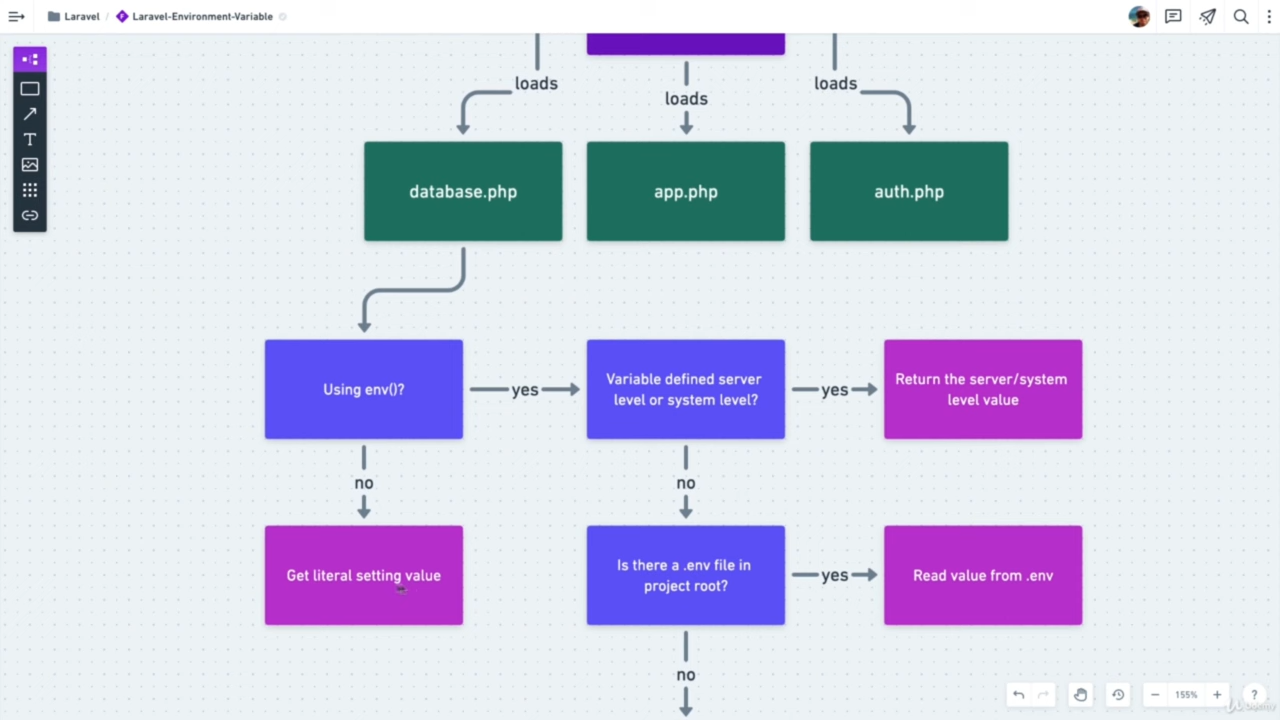 Laravel / Laravel-Environment-Variable
loads
loads
loads
database.php
app.php
auth.php
Using env()?
yes
Variable defined server
level or system level?
yes
Return the server/system
level value
no
no
Get literal setting value
Is there a .env file in
project root?
yes
Read value from .env
no
155%
?
Udemy